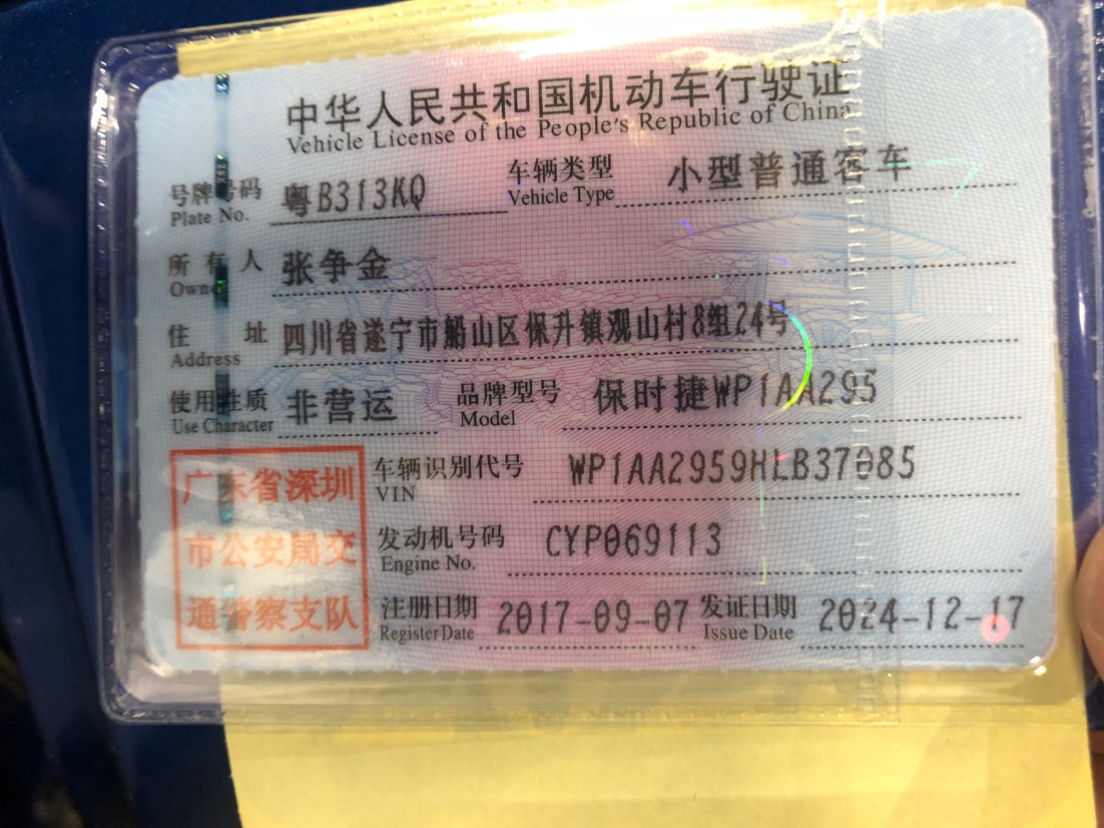 中华人民共和国机动车行驶证
Vehicle License of the People's Republic of China
号牌号码 粤B313KQ 车辆类型 小型普通客车
Plate No. Vehicle Type
所有人 张争金
Owner
住址 四川省遂宁市船山区保升镇观山村8组24号
Address
使用性质 非营运 品牌型号 保时捷WP1AA295
Use Character Model
车辆识别代号 WP1AA2959HLB37085
VIN
发动机号码 CYP069113
Engine No.
注册日期 2017-09-07 发证日期 2024-12-17
Register Date Issue Date
广东省深圳
市公安局交
通警察支队